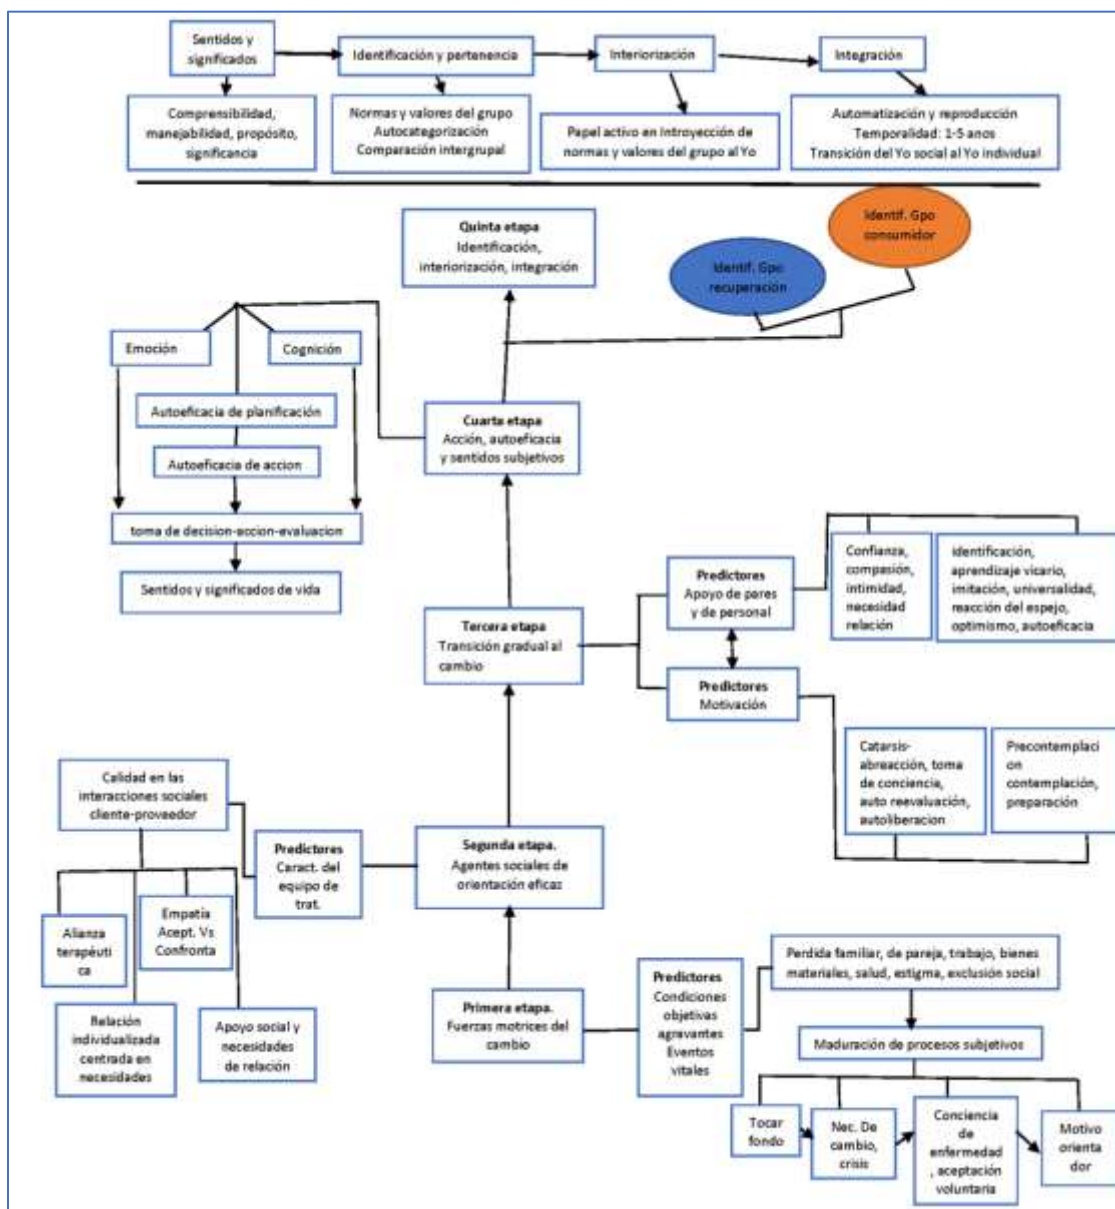 Sentidos y
significados
Identificación y pertenencia
Interiorización
Integración
Comprensibilidad,
manejabilidad, propósito,
significancia
Normas y valores del grupo
Autocategorización
Comparación intergrupal
Papel activo en Introyección de
normas y valores del grupo al Yo
Automatización y reproducción
Temporalidad: 1-5 anos
Transición del Yo social al Yo individual
Quinta etapa
Identificación,
interiorización, integración
Identif. Gpo
consumidor
Identif. Gpo
recuperación
Emoción
Cognición
Autoeficacia de planificación
Autoeficacia de accion
toma de decision-accion-evaluacion
Sentidos y significados de vida
Cuarta etapa
Acción, autoeficacia
y sentidos subjetivos
Tercera etapa
Transición gradual al
cambio
Predictores
Apoyo de pares
y de personal
Confianza,
compasión,
intimidad,
necesidad
relación
identificación,
aprendizaje vicario,
imitación, universalidad,
reacción del espejo,
optimismo, autoeficacia
Predictores
Motivación
Catarsis-
abreacción, toma
de conciencia,
auto reevaluación,
autoliberacion
Precontemplaci
on
contemplación,
preparación
Calidad en las
interacciones sociales
cliente-proveedor
Predictores
Caract. del
equipo de
trat.
Segunda etapa.
Agentes sociales de
orientación eficaz
Alianza
terapéuti
ca
Empatía
Acept. Vs
Confronta
Relación
individualizada
centrada en
necesidades
Apoyo social y
necesidades
de relación
Primera etapa.
Fuerzas motrices del
cambio
Predictores
Condiciones
objetivas
agravantes
Eventos
vitales
Perdida familiar, de pareja, trabajo, bienes
materiales, salud, estigma, exclusión social
Maduración de procesos subjetivos
Tocar
fondo
Nec. De
cambio,
crisis
Conciencia
de
enfermedad
, aceptación
voluntaria
Motivo
orienta
dor